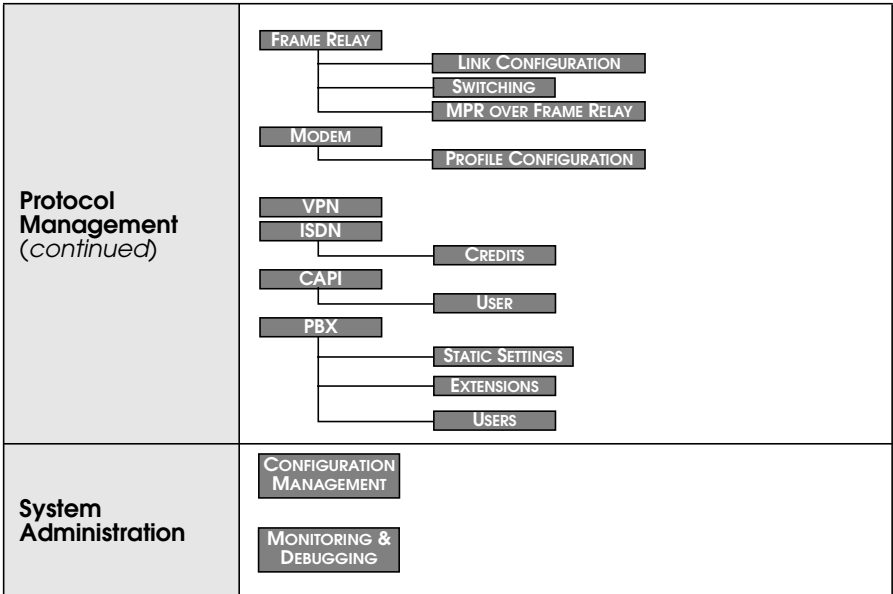 FRAME RELAY
LINK CONFIGURATION
SWITCHING
MPR OVER FRAME RELAY
MODEM
PROFILE CONFIGURATION
Protocol
Management
(continued)
VPN
ISDN
CREDITS
CAPI
USER
PBX
STATIC SETTINGS
EXTENSIONS
USERS
System
Administration
CONFIGURATION
MANAGEMENT
MONITORING &
DEBUGGING